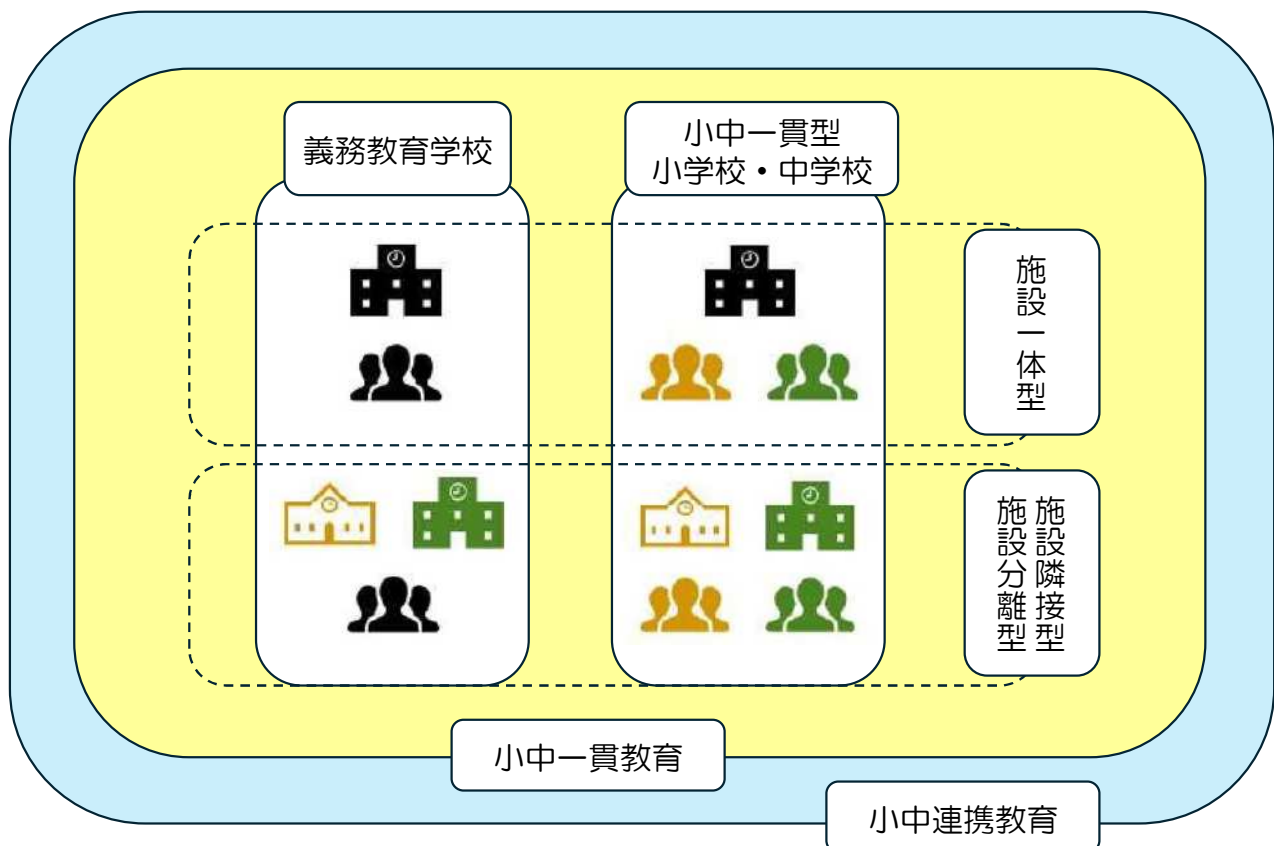 義務教育学校
小中一貫型
小学校・中学校
施設一体型
施設隣接型
施設分離型
小中一貫教育
小中連携教育